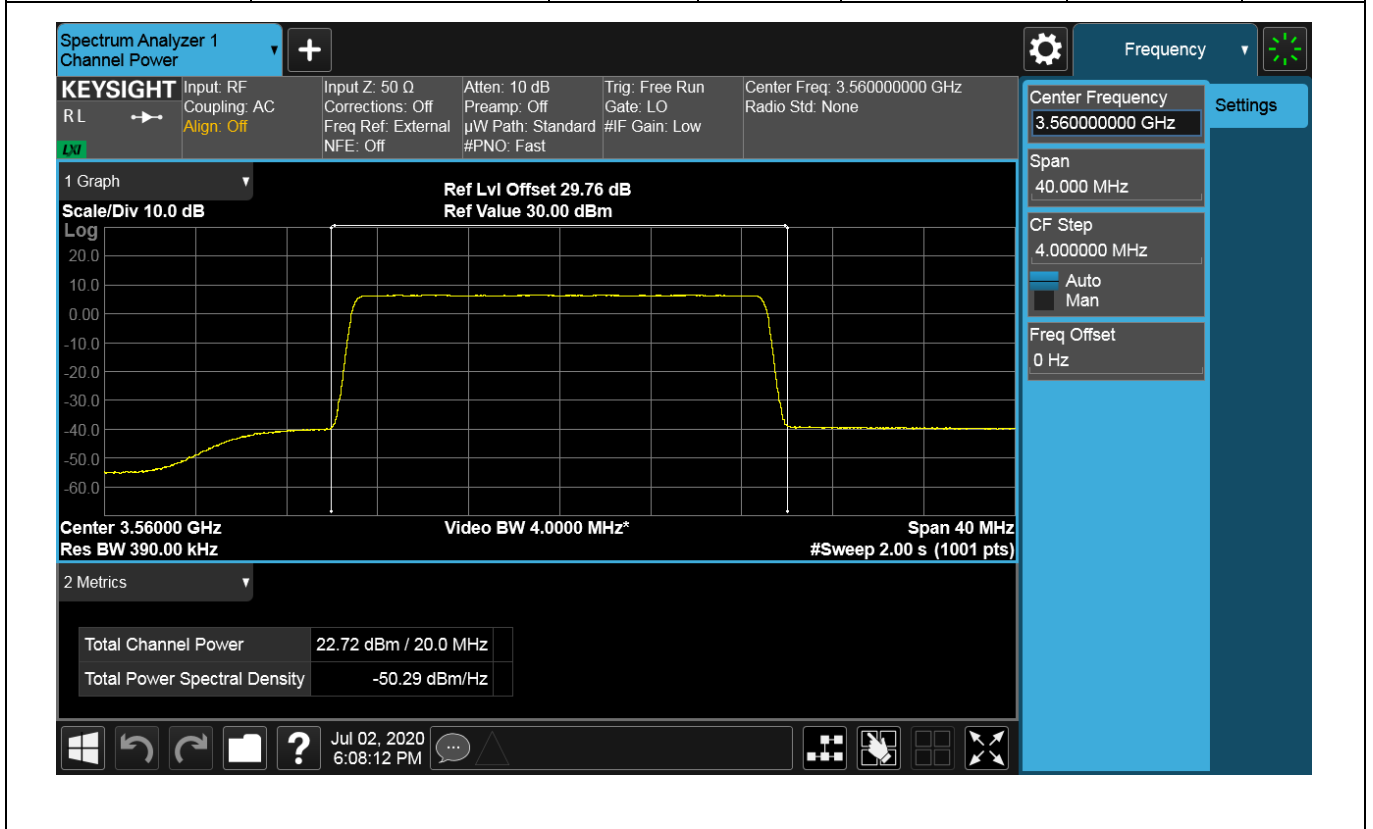 Spectrum Analyzer 1
Channel Power
Frequency
KEYSIGHT
RL
LXI
Input: RF
Coupling: AC
Align: Off
Input Z: 50 Ω
Corrections: Off
Freq Ref: External
NFE: Off
Atten: 10 dB
Preamp: Off
µW Path: Standard
#PNO: Fast
Trig: Free Run
Gate: LO
#IF Gain: Low
Center Freq: 3.560000000 GHz
Radio Std: None
Center Frequency
3.560000000 GHz
Settings
Span
40.000 MHz
CF Step
4.000000 MHz
Auto
Man
Freq Offset
0 Hz
1 Graph
Scale/Div 10.0 dB
Ref Lvl Offset 29.76 dB
Ref Value 30.00 dBm
Log
20.0
10.0
0.00
-10.0
-20.0
-30.0
-40.0
-50.0
-60.0
Center 3.56000 GHz
Video BW 4.0000 MHz*
Span 40 MHz
Res BW 390.00 kHz
#Sweep 2.00 s (1001 pts)
2 Metrics
Total Channel Power 22.72 dBm / 20.0 MHz
Total Power Spectral Density -50.29 dBm/Hz
?
Jul 02, 2020
6:08:12 PM